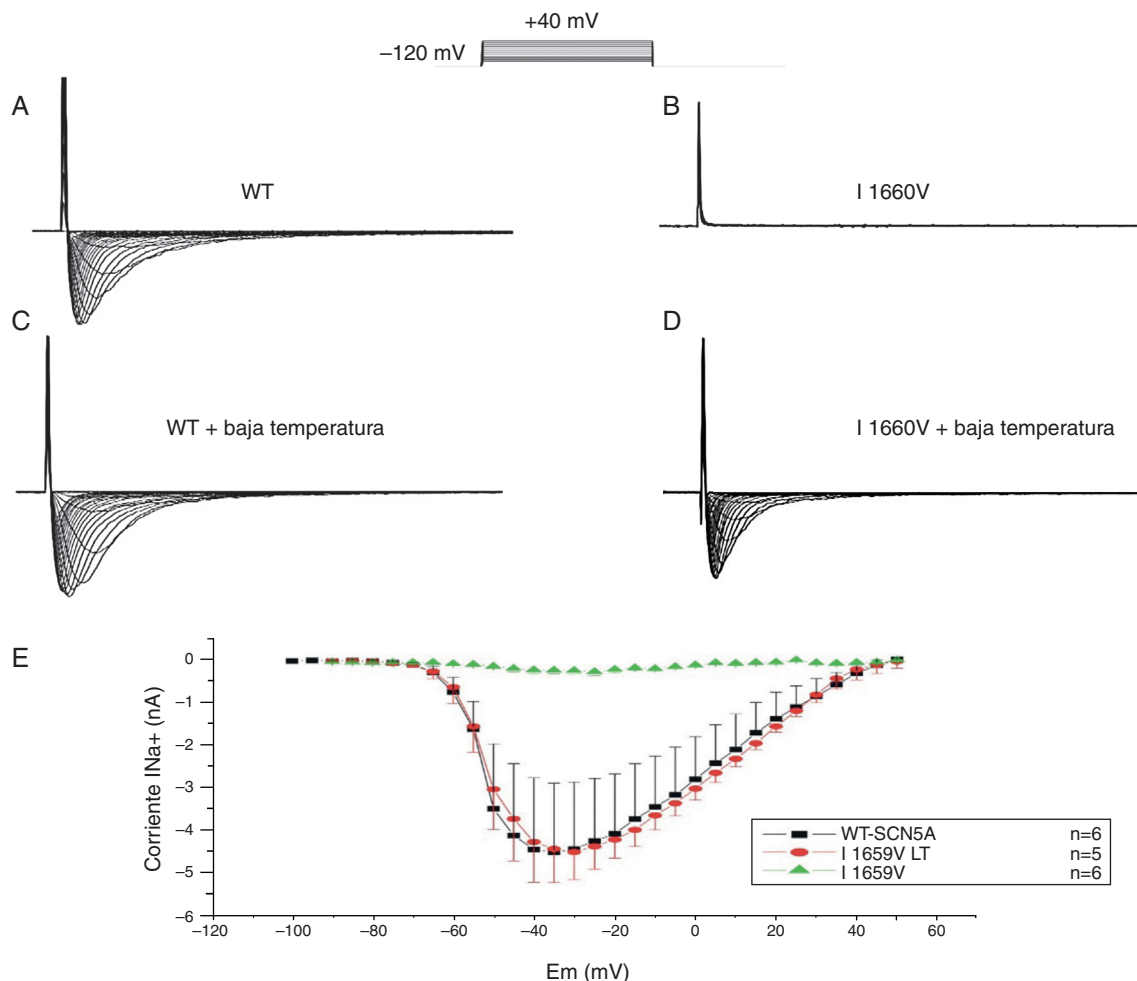 +40 mV
–120 mV
A
B
WT
I 1660V
C
D
WT + baja temperatura
I 1660V + baja temperatura
E
0
–1
–2
–3
–4
–5
–6
Corriente INa+ (nA)
–120
–100
–80
–60
–40
–20
0
20
40
60
Em (mV)
WT-SCN5A n=6
I 1659V LT n=5
I 1659V n=6